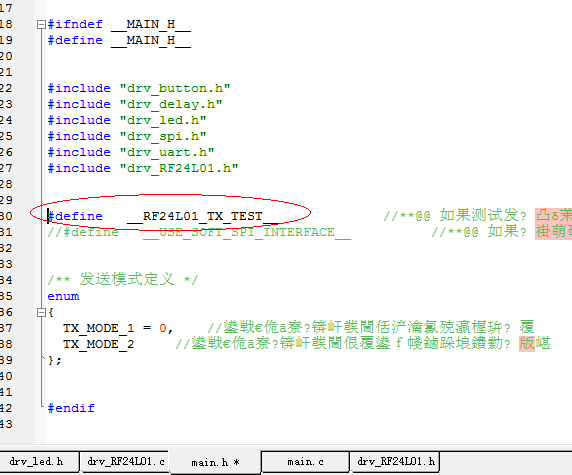 17
18 #ifndef __MAIN_H__
19 #define __MAIN_H__
20
21
22 #include "drv_button.h"
23 #include "drv_delay.h"
24 #include "drv_led.h"
25 #include "drv_spi.h"
26 #include "drv_uart.h"
27 #include "drv_RF24L01.h"
28
29
30 #define __RF24L01_TX_TEST__ //**@@ 如果测试发?
31 //#define __USE_SOFT_SPI_INTERFACE__ //**@@ 如果?
32
33
34 /** 发送模式定义 */
35 enum
36 {
37 TX_MODE_1 = 0, //
38 TX_MODE_2 //
39 };
40
41
42 #endif
43
drv_led.h drv_RF24L01.c main.h * main.c drv_RF24L01.h